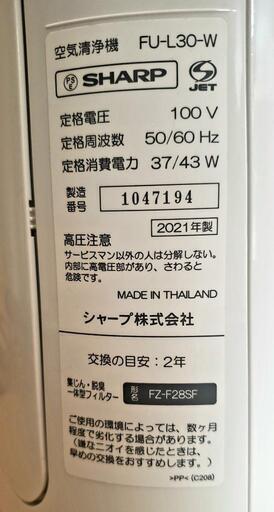 空気清浄機 FU-L30-W
PS E SHARP S JET
定格電圧 100 V
定格周波数 50/60 Hz
定格消費電力 37/43 W
製造番号 1047194
2021年製
高圧注意
サービスマン以外の人は分解しない。
内部に高電圧部があり、さわると
危険です。
MADE IN THAILAND
シャープ株式会社
交換の目安:2年
集じん・脱臭
一体型フィルター 形名 FZ-F28SF
ご使用の環境によっては、数ヶ月
程度で劣化する場合があります。
(嫌なニオイを感じたときは、
早めの交換をおすすめします。)
>PP< (C208)